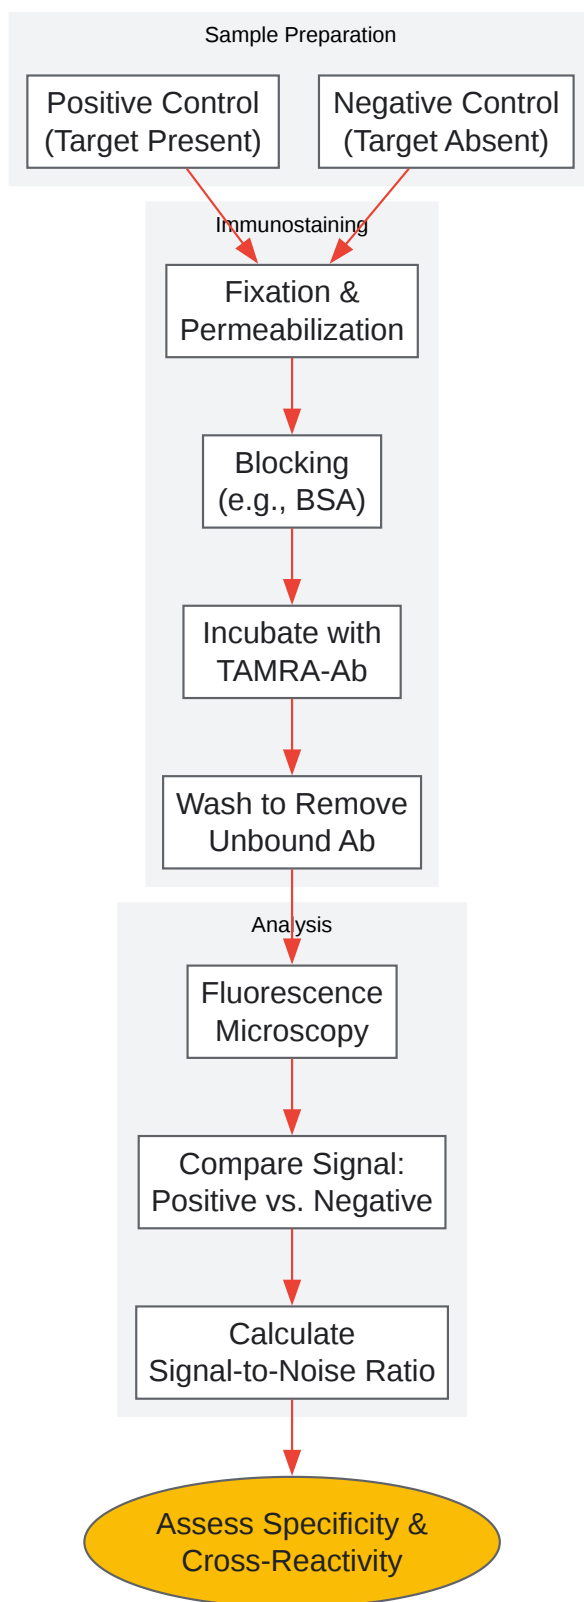 Sample Preparation
Positive Control
(Target Present)
Negative Control
(Target Absent)
Immunostaining
Fixation &
Permeabilization
Blocking
(e.g., BSA)
Incubate with
TAMRA-Ab
Wash to Remove
Unbound Ab
Analysis
Fluorescence
Microscopy
Compare Signal:
Positive vs. Negative
Calculate
Signal-to-Noise Ratio
Assess Specificity &
Cross-Reactivity